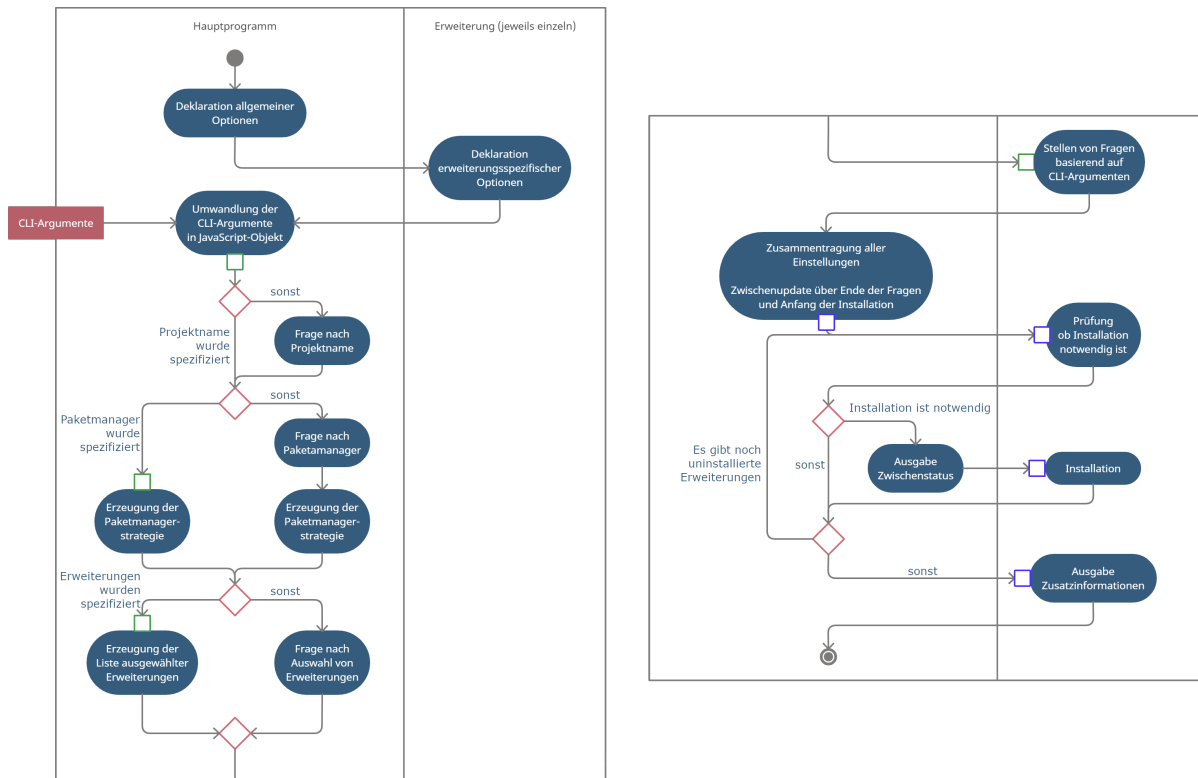 Hauptprogramm
Erweiterung (jeweils einzeln)
Deklaration allgemeiner
Optionen
Deklaration
erweiterungsspezifischer
Optionen
CLI-Argumente
Umwandlung der
CLI-Argumente
in JavaScript-Objekt
sonst
Projektname
wurde
spezifiziert
Frage nach
Projektname
sonst
Paketmanager
wurde
spezifiziert
Frage nach
Paketamanager
Erzeugung der
Paketmanager-
strategie
Erzeugung der
Paketmanager-
strategie
Erweiterungen
wurden
spezifiziert
sonst
Erzeugung der
Liste ausgewählter
Erweiterungen
Frage nach
Auswahl von
Erweiterungen
Stellen von Fragen
basierend auf
CLI-Argumenten
Zusammentragung aller
Einstellungen
Zwischenupdate über Ende der Fragen
und Anfang der Installation
Prüfung
ob Installation
notwendig ist
Installation ist notwendig
Es gibt noch
uninstallierte
Erweiterungen
sonst
Ausgabe
Zwischenstatus
Installation
sonst
Ausgabe
Zusatzinformationen